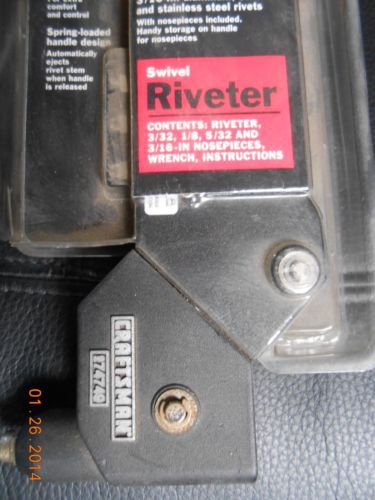 For extra
comfort
and control
Spring-loaded
handle design
• Automatically
ejects
rivet stem
when handle
is released
and stainless steel rivets
With nosepieces included.
Handy storage on handle
for nosepieces
Swivel
Riveter
CONTENTS: RIVETER,
3/32, 1/8, 5/32 AND
3/16-IN NOSEPIECES,
WRENCH, INSTRUCTIONS
CRAFTSMAN
01.26.2014